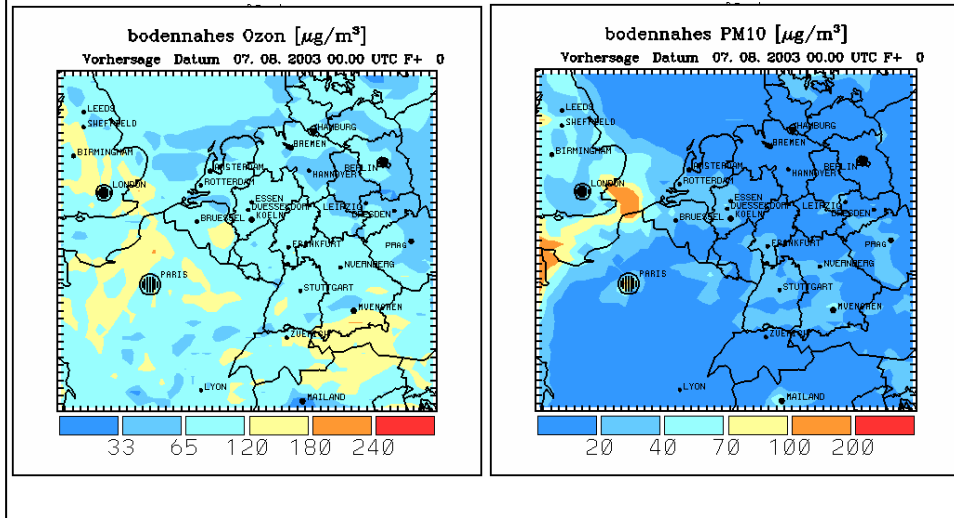 bodennahes Ozon [µg/m³]
Vorhersage Datum 07. 08. 2003 00.00 UTC F+ 0
LEEDS
SHEFFIELD
HAMBURG
BREMEN
BIRMINGHAM
AMSTERDAM
BERLIN
HANNOVER
LONDON
ROTTERDAM
ESSEN
DUESSELDORF
LEIPZIG
DRESDEN
BRUESSEL
KOELN
FRANKFURT
PRAG
PARIS
NUERNBERG
STUTTGART
MUENCHEN
ZUERICH
LYON
MAILAND
33 65 120 180 240
bodennahes PM10 [µg/m³]
Vorhersage Datum 07. 08. 2003 00.00 UTC F+ 0
LEEDS
SHEFFIELD
HAMBURG
BREMEN
BIRMINGHAM
AMSTERDAM
BERLIN
HANNOVER
LONDON
ROTTERDAM
ESSEN
DUESSELDORF
LEIPZIG
DRESDEN
BRUESSEL
KOELN
FRANKFURT
PRAG
PARIS
NUERNBERG
STUTTGART
MUENCHEN
ZUERICH
LYON
MAILAND
20 40 70 100 200